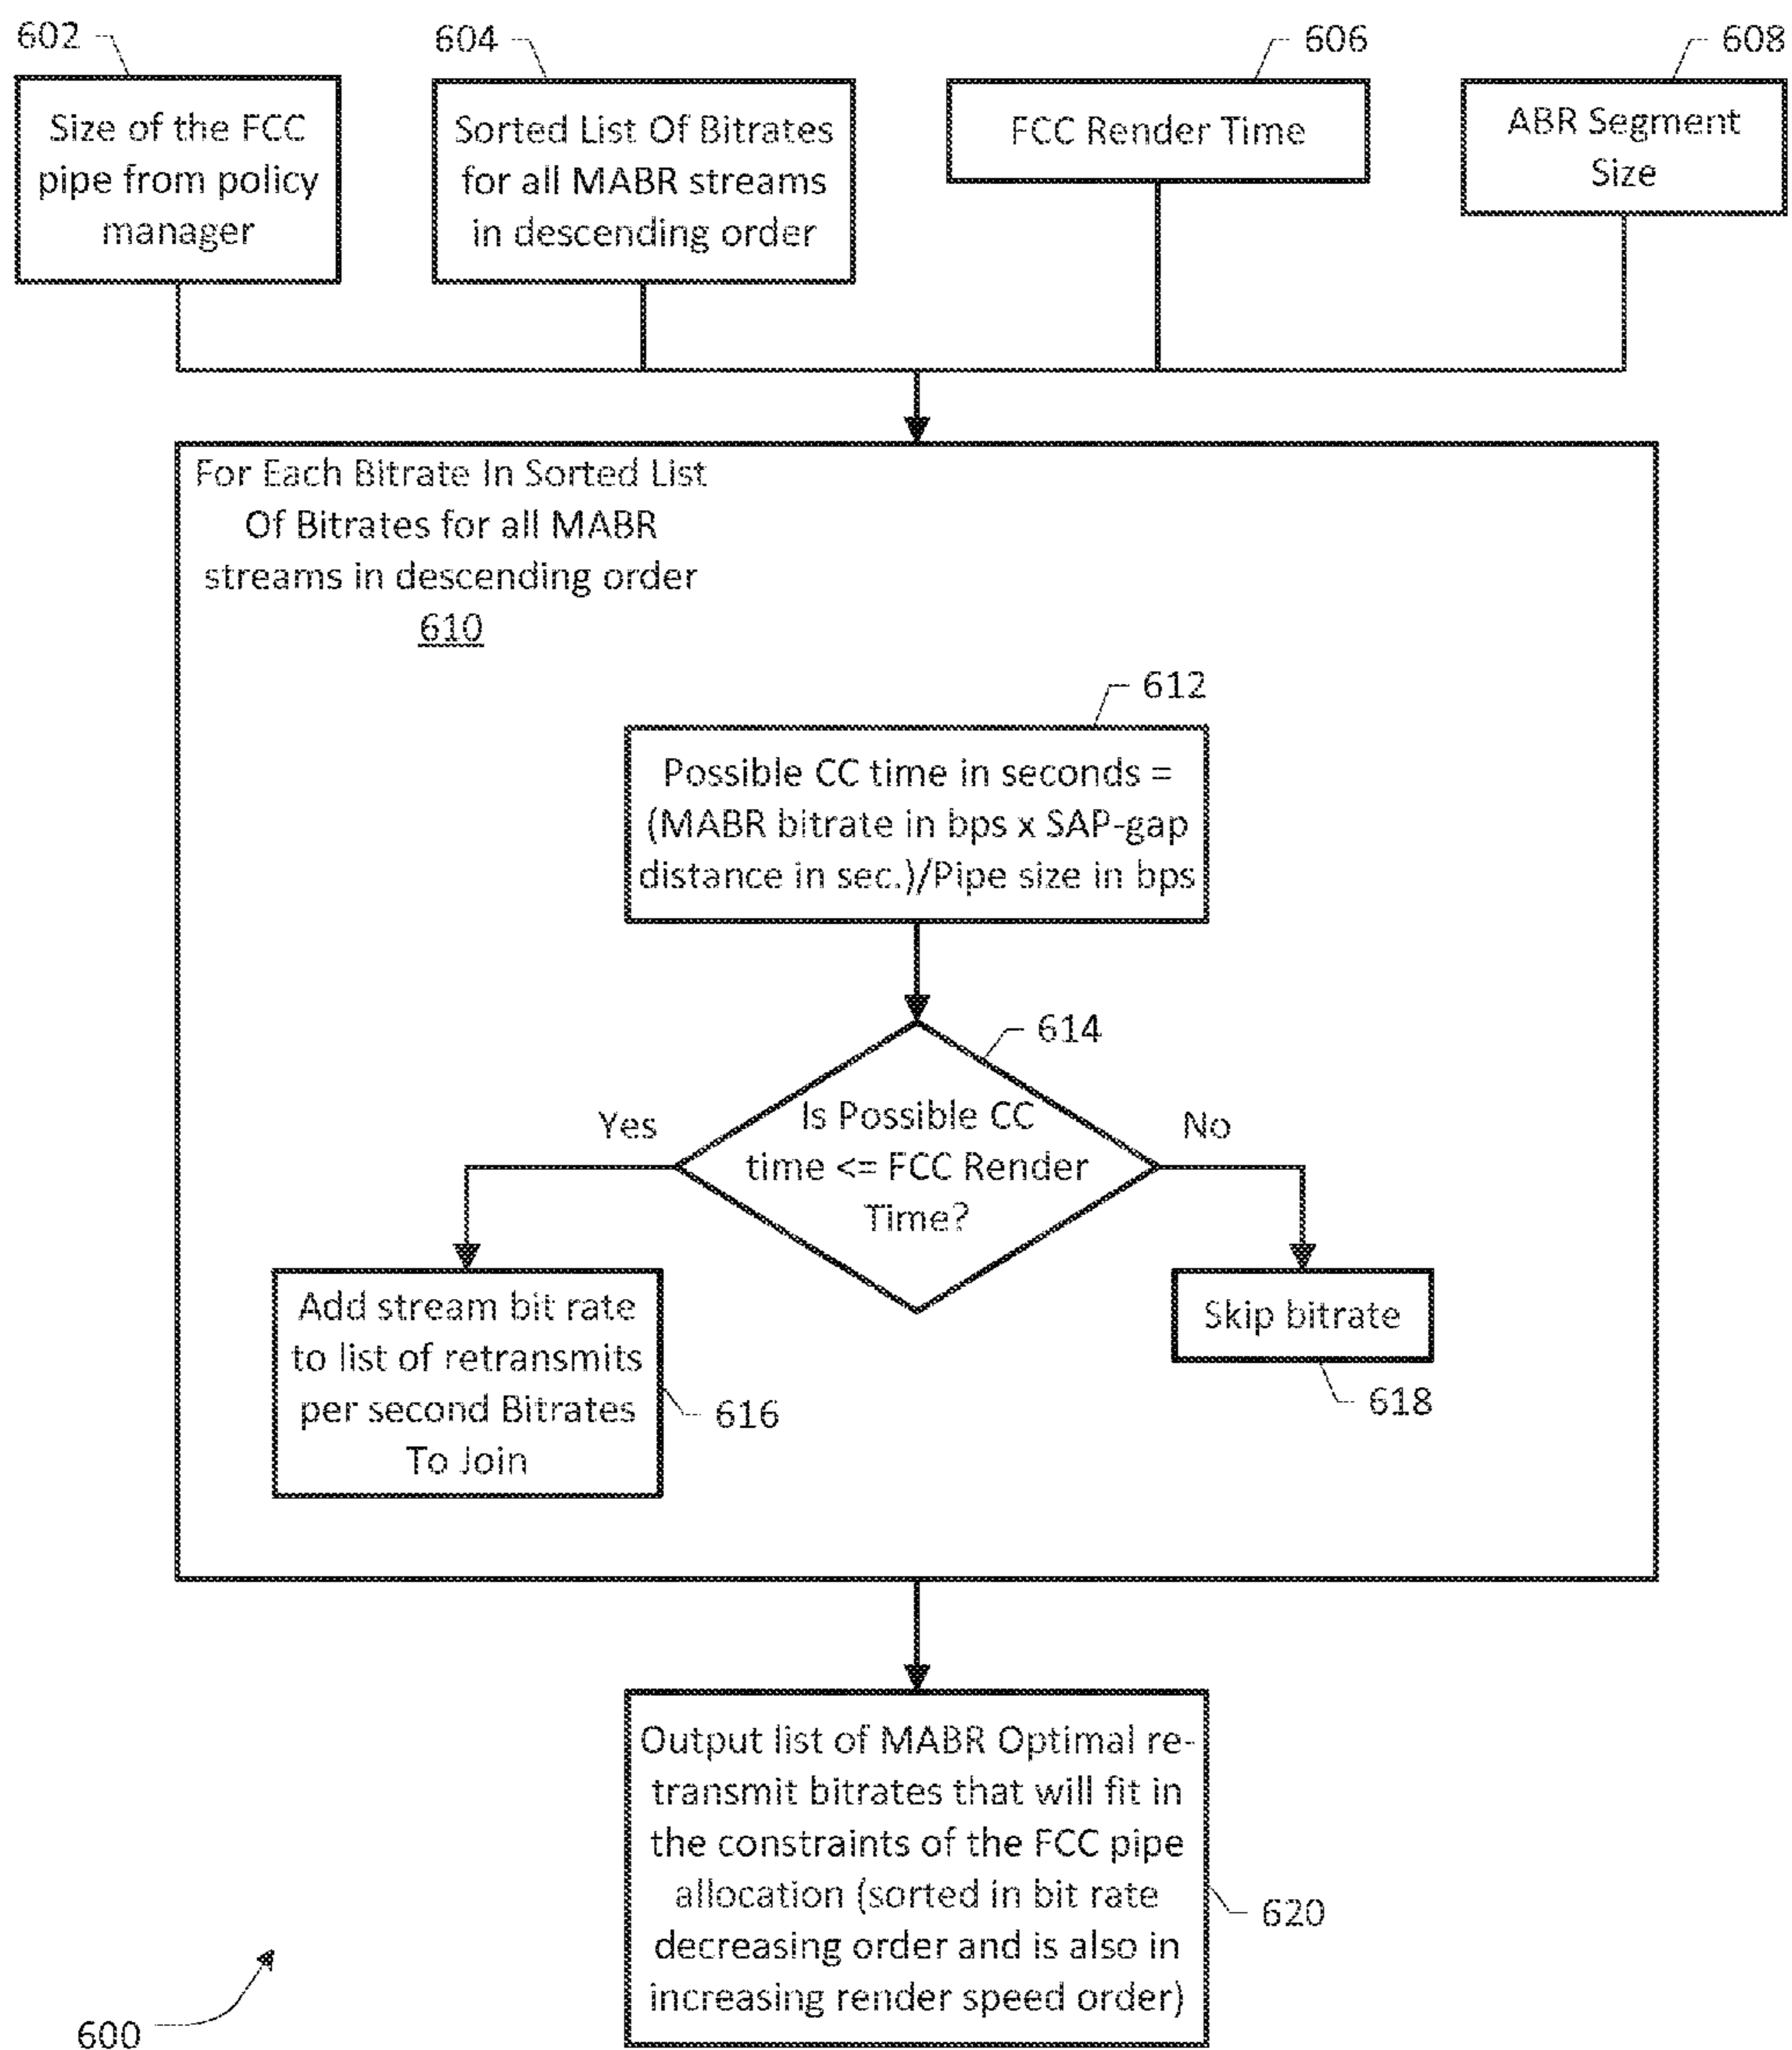 602
604
606
608
Size of the FCC
pipe from policy
manager
Sorted List Of Bitrates
for all MABR streams
in descending order
FCC Render Time
ABR Segment
Size
For Each Bitrate In Sorted List
Of Bitrates for all MABR
streams in descending order
610
612
Possible CC time in seconds =
(MABR bitrate in bps x SAP-gap
distance in sec.)/Pipe size in bps
614
Is Possible CC
time <= FCC Render
Time?
Yes
No
Add stream bit rate
to list of retransmits
per second Bitrates
To Join
616
Skip bitrate
618
Output list of MABR Optimal re-
transmit bitrates that will fit in
the constraints of the FCC pipe
allocation (sorted in bit rate
decreasing order and is also in
increasing render speed order)
620
600